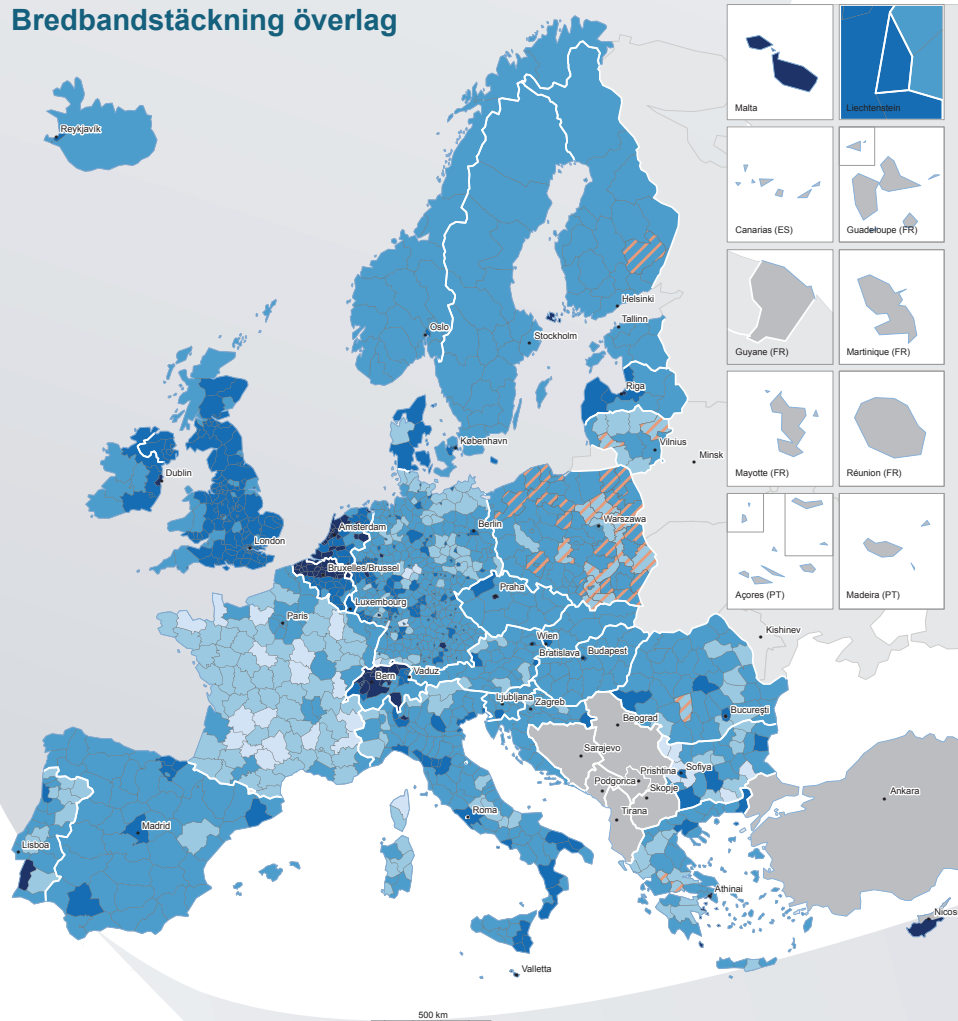 Bredbandstäckning överlag
Malta
Liechtenstein
Reykjavik
Canarias (ES)
Guadeloupe (FR)
Helsinki
Tallinn
Oslo
Stockholm
Guyane (FR)
Martinique (FR)
Riga
København
Vilnius
Minsk
Dublin
Mayotte (FR)
Réunion (FR)
Amsterdam
Berlin
Warszawa
London
Bruxelles/Brussel
Praha
Luxembourg
Açores (PT)
Madeira (PT)
Paris
Kishinev
Wien
Bratislava
Budapest
Bern
Vaduz
Ljubljana
Zagreb
Bucureşti
Beograd
Sarajevo
Prishtina
Sofiya
Podgorica
Skopje
Ankara
Tirana
Roma
Madrid
Lisboa
Athinai
Valletta
500 km